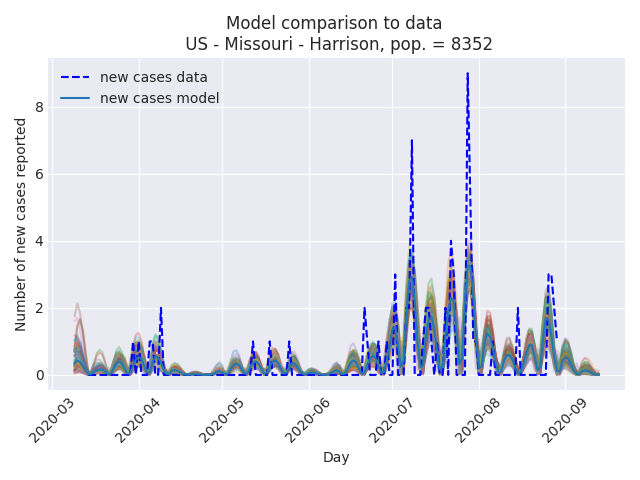 Model comparison to data
US - Missouri - Harrison, pop. = 8352
new cases data
new cases model
Number of new cases reported
8
6
4
2
0
2020-03
2020-04
2020-05
2020-06
2020-07
2020-08
2020-09
Day